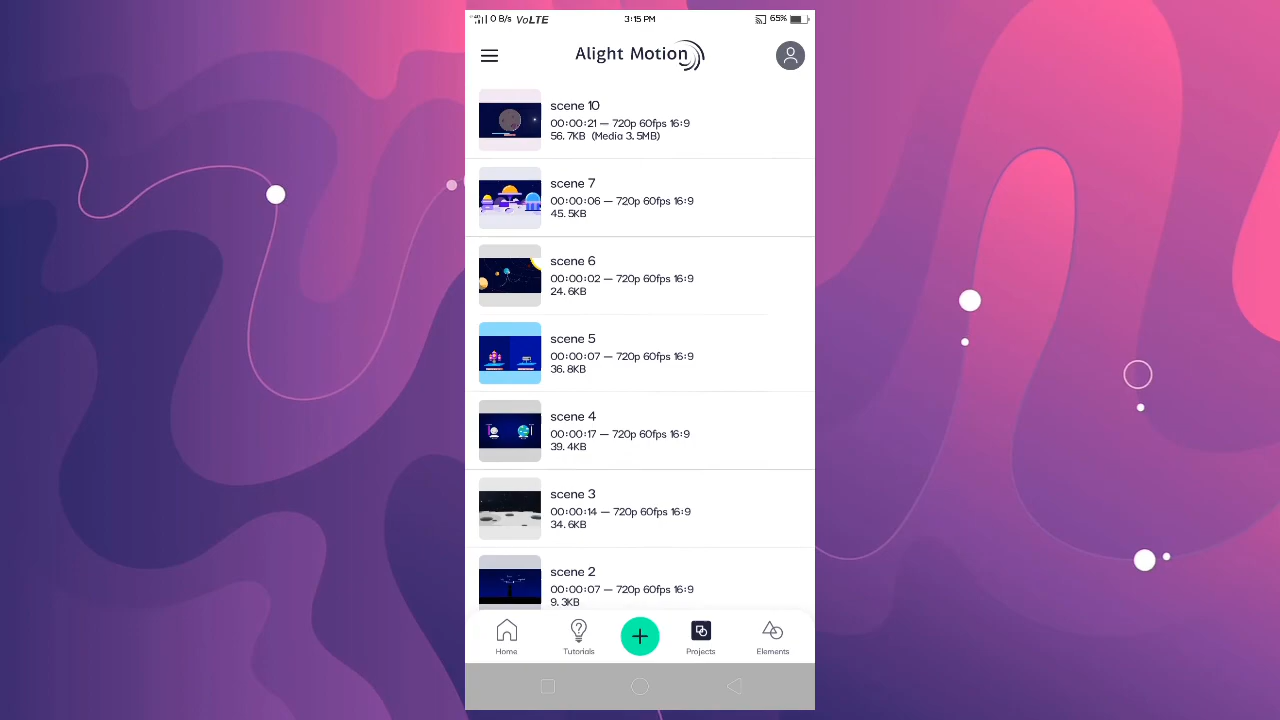 0 B/s VoLTE 3:15 PM 65%
Alight Motion
scene 10
00:00:21 — 720p 60fps 16:9
56.7KB (Media 3.5MB)
scene 7
00:00:06 — 720p 60fps 16:9
45.5KB
scene 6
00:00:02 — 720p 60fps 16:9
24.6KB
scene 5
00:00:07 — 720p 60fps 16:9
36.8KB
scene 4
00:00:17 — 720p 60fps 16:9
39.4KB
scene 3
00:00:14 — 720p 60fps 16:9
34.6KB
scene 2
00:00:07 — 720p 60fps 16:9
9.3KB
Home Tutorials Projects Elements